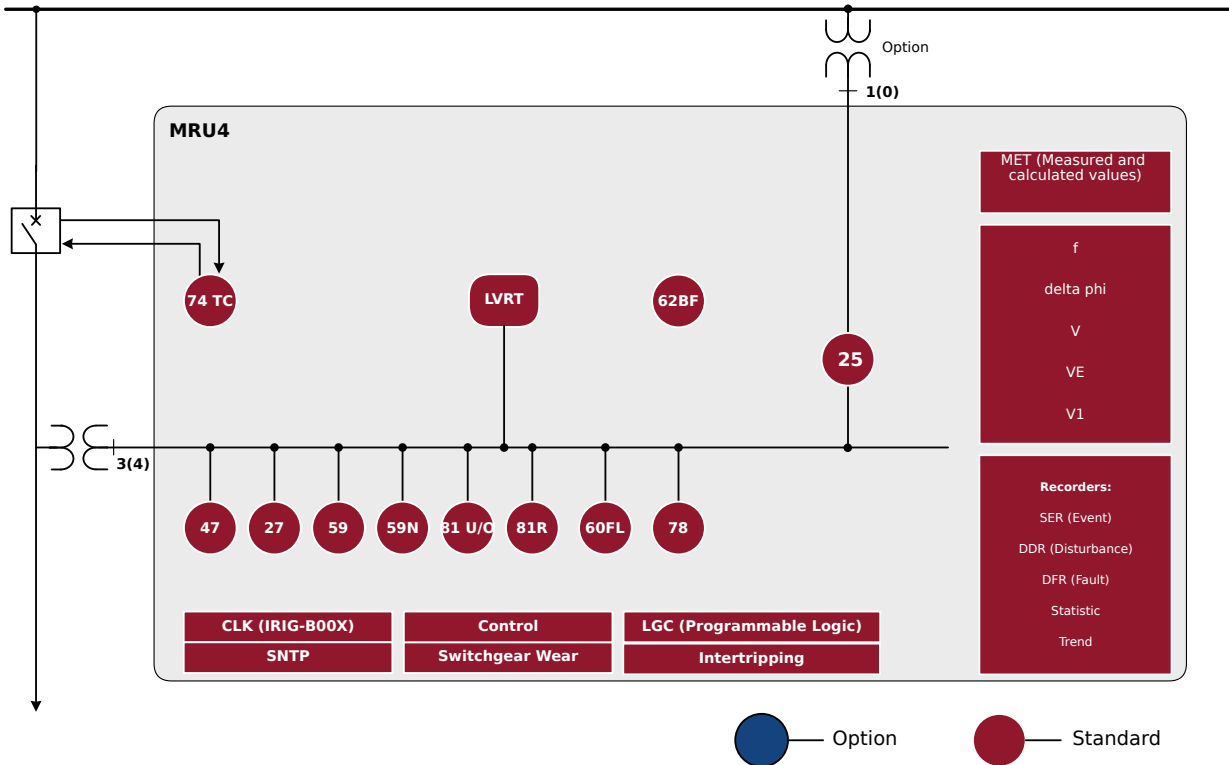 Option
1(0)
MRU4
MET (Measured and
calculated values)
f
delta phi
V
VE
V1
74 TC
LVRT
62BF
25
3(4)
47
27
59
59N
81 U/O
81R
60FL
78
Recorders:
SER (Event)
DDR (Disturbance)
DFR (Fault)
Statistic
Trend
CLK (IRIG-B00X)
Control
LGC (Programmable Logic)
SNTP
Switchgear Wear
Intertripping
Option
Standard